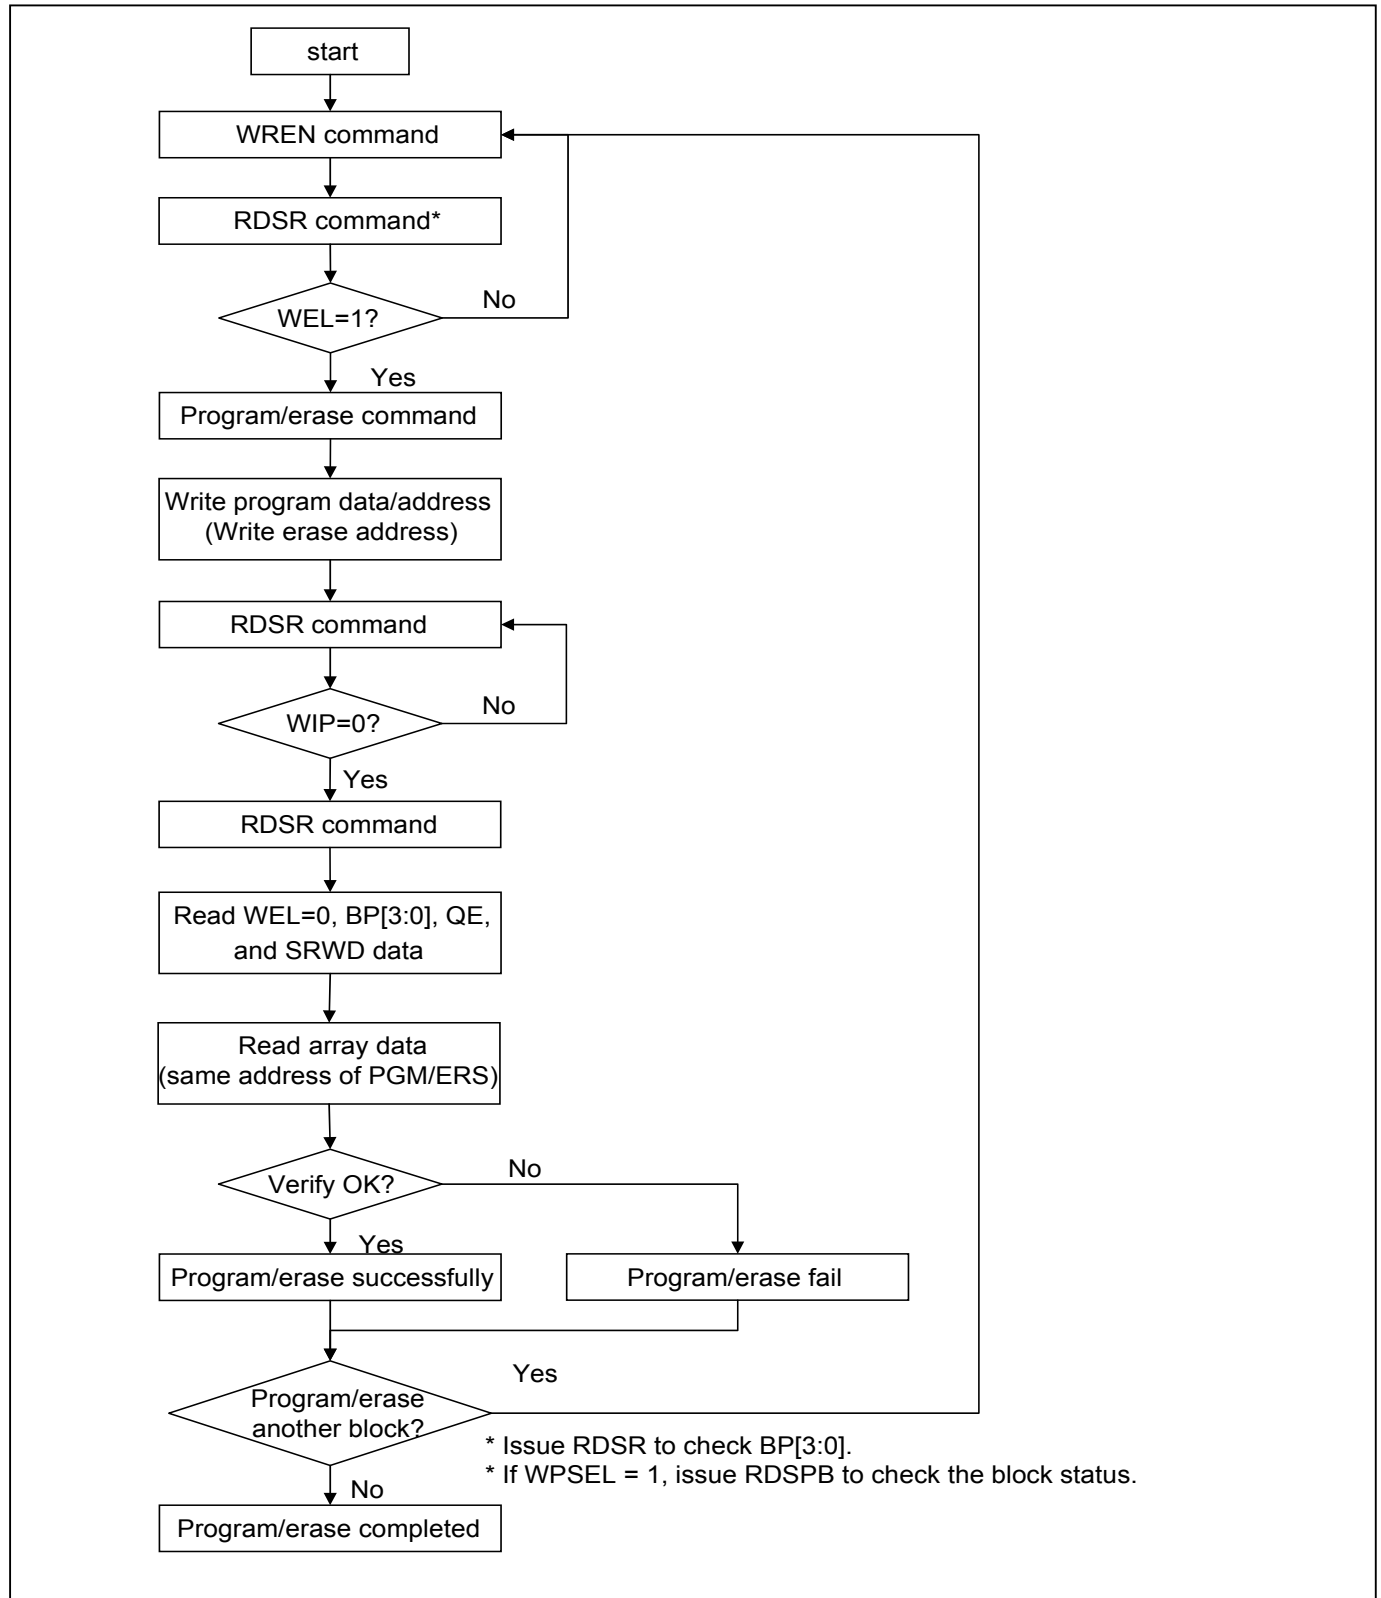 start
WREN command
RDSR command*
WEL=1?
No
Yes
Program/erase command
Write program data/address
(Write erase address)
RDSR command
WIP=0?
No
Yes
RDSR command
Read WEL=0, BP[3:0], QE,
and SRWD data
Read array data
(same address of PGM/ERS)
Verify OK?
No
Yes
Program/erase successfully
Program/erase fail
Program/erase
another block?
Yes
* Issue RDSR to check BP[3:0].
* If WPSEL = 1, issue RDSPB to check the block status.
No
Program/erase completed